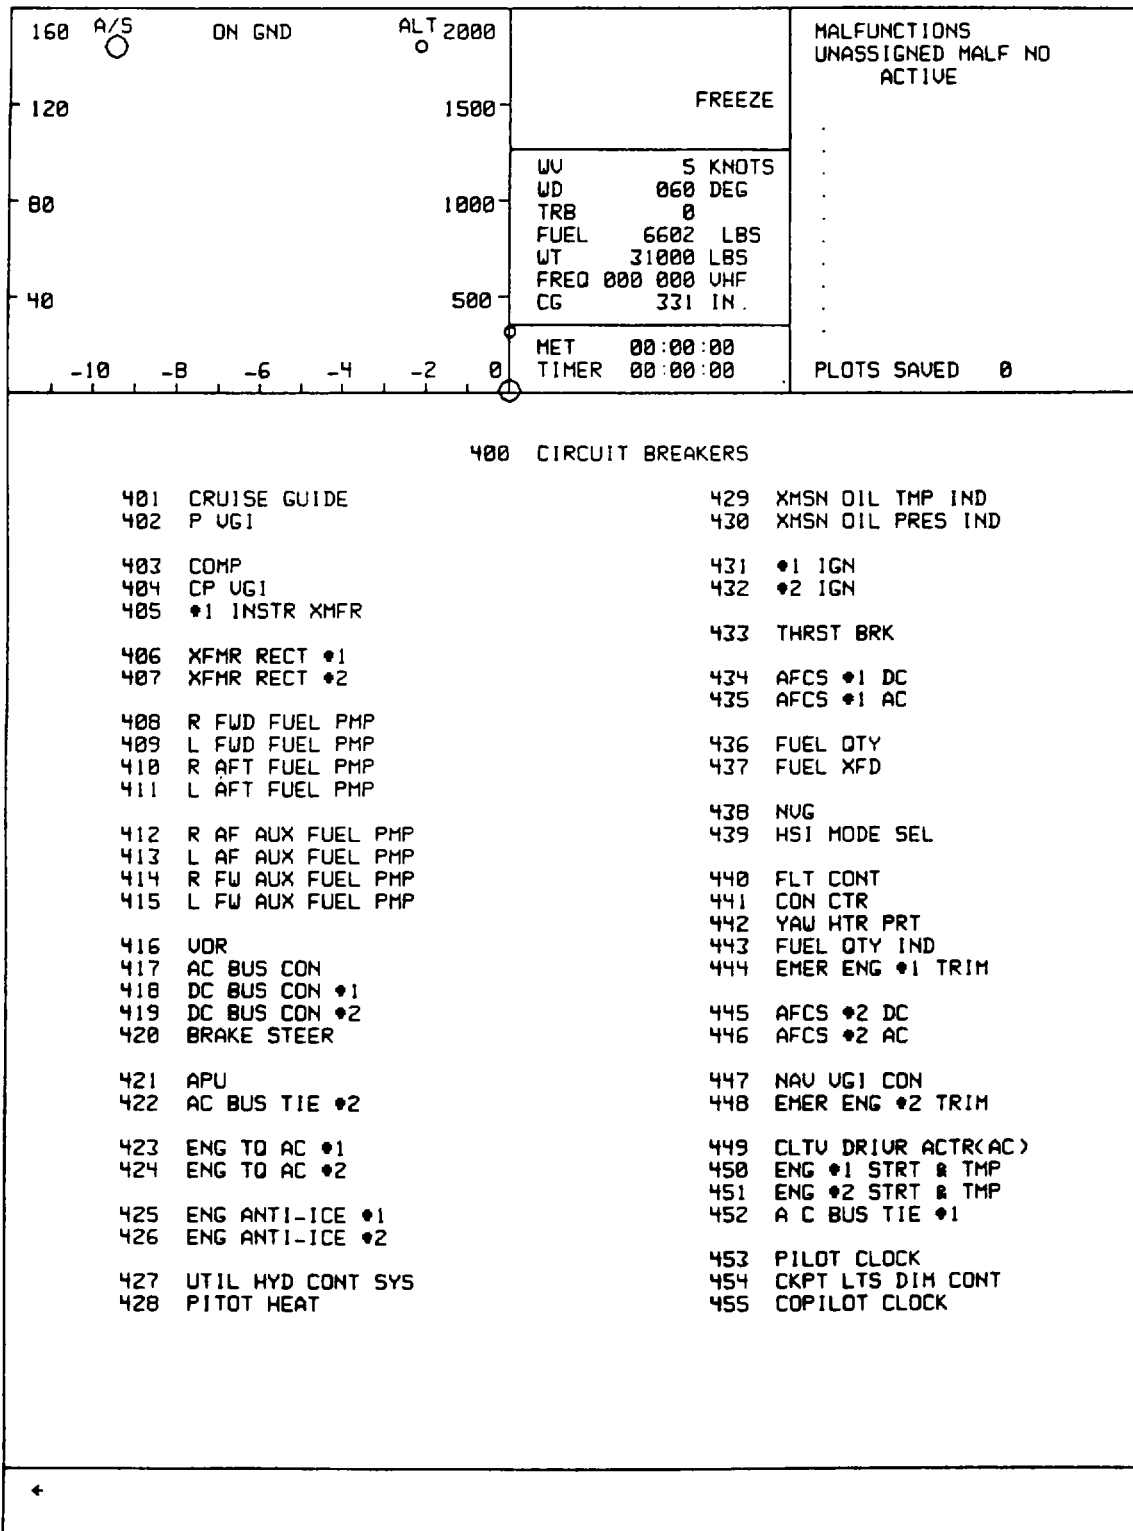 160 A/S ON GND ALT 2000
120 1500
80 1000
40 500
-10 -8 -6 -4 -2 0
FREEZE
WV 5 KNOTS
WD 060 DEG
TRB 0
FUEL 6602 LBS
WT 31000 LBS
FREQ 000 000 VHF
CG 331 IN.
MET 00:00:00
TIMER 00:00:00
MALFUNCTIONS
UNASSIGNED MALF NO
ACTIVE
.
.
.
.
.
.
.
.
.
PLOTS SAVED 0
400 CIRCUIT BREAKERS
401 CRUISE GUIDE
402 P VGI
403 COMP
404 CP VGI
405 #1 INSTR XMFR
406 XFMR RECT #1
407 XFMR RECT #2
408 R FWD FUEL PMP
409 L FWD FUEL PMP
410 R AFT FUEL PMP
411 L AFT FUEL PMP
412 R AF AUX FUEL PMP
413 L AF AUX FUEL PMP
414 R FW AUX FUEL PMP
415 L FW AUX FUEL PMP
416 VOR
417 AC BUS CON
418 DC BUS CON #1
419 DC BUS CON #2
420 BRAKE STEER
421 APU
422 AC BUS TIE #2
423 ENG TQ AC #1
424 ENG TQ AC #2
425 ENG ANTI-ICE #1
426 ENG ANTI-ICE #2
427 UTIL HYD CONT SYS
428 PITOT HEAT
429 XMSN OIL TMP IND
430 XMSN OIL PRES IND
431 #1 IGN
432 #2 IGN
433 THRST BRK
434 AFCS #1 DC
435 AFCS #1 AC
436 FUEL QTY
437 FUEL XFD
438 NVG
439 HSI MODE SEL
440 FLT CONT
441 CON CTR
442 YAW HTR PRT
443 FUEL QTY IND
444 EMER ENG #1 TRIM
445 AFCS #2 DC
446 AFCS #2 AC
447 NAV VGI CON
448 EMER ENG #2 TRIM
449 CLTV DRIVR ACTR(AC)
450 ENG #1 STRT & TMP
451 ENG #2 STRT & TMP
452 A C BUS TIE #1
453 PILOT CLOCK
454 CKPT LTS DIM CONT
455 COPILOT CLOCK
←